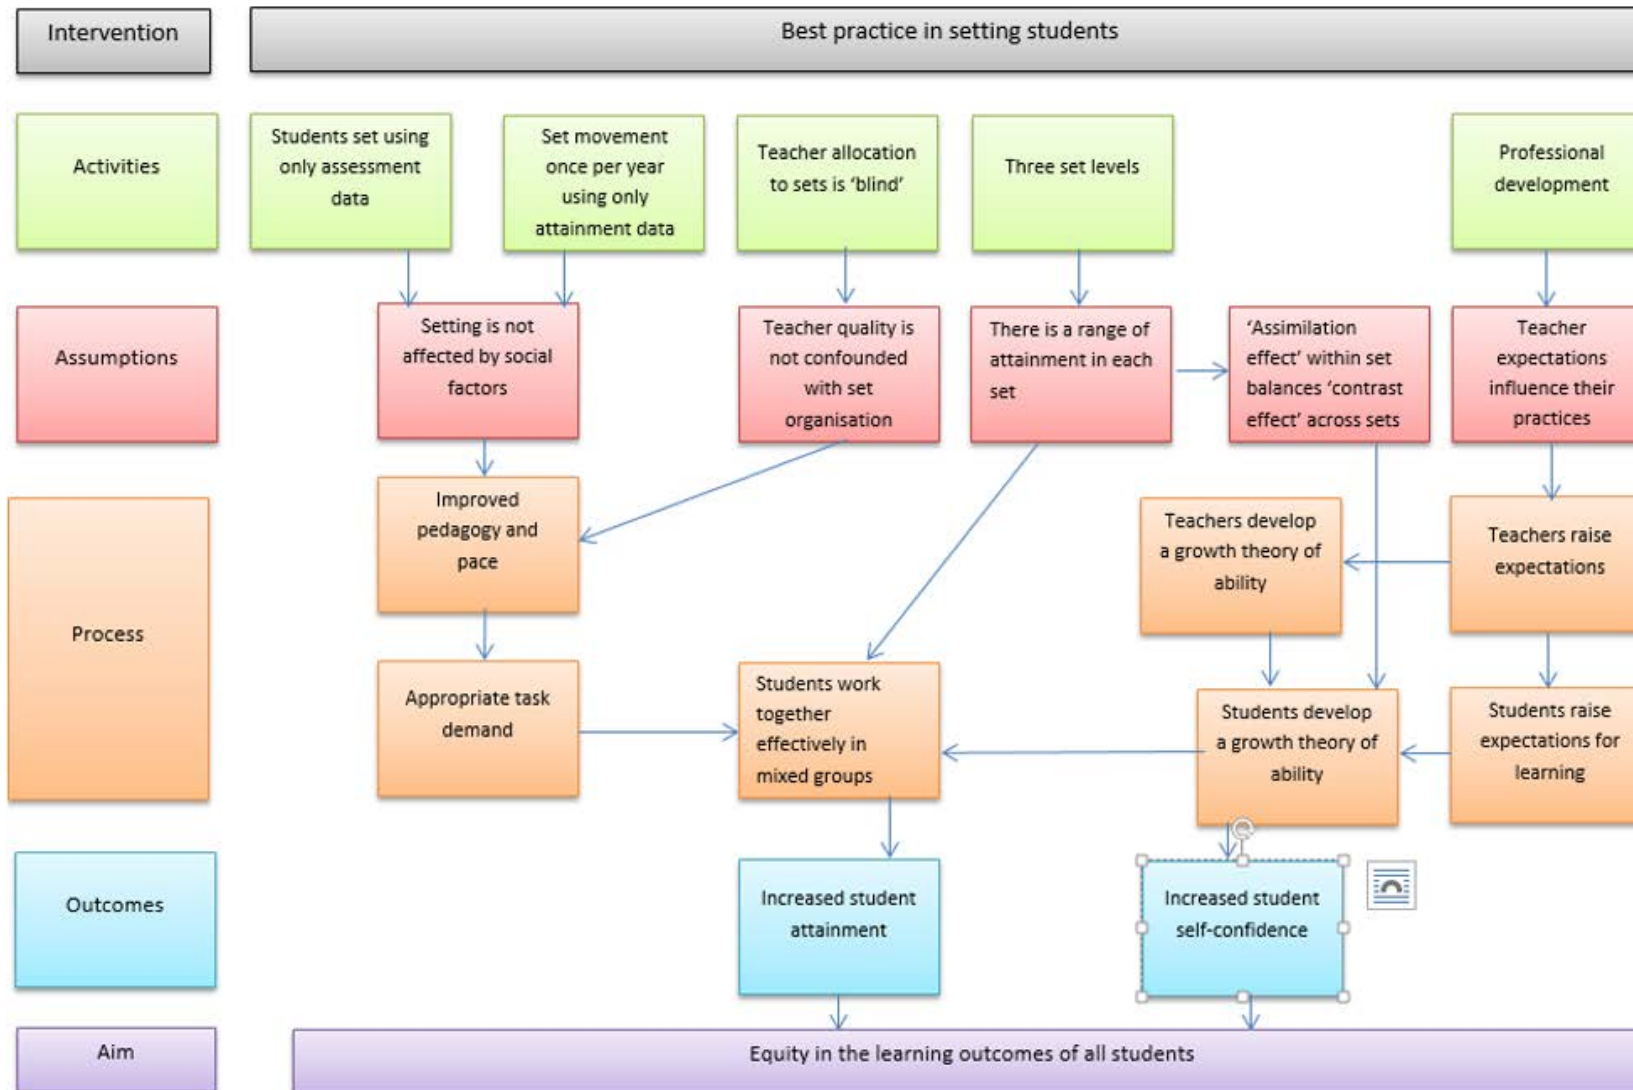 Intervention
Best practice in setting students
Activities
Students set using
only assessment
data
Set movement
once per year
using only
attainment data
Teacher allocation
to sets is ‘blind’
Three set levels
Professional
development
Assumptions
Setting is not
affected by social
factors
Teacher quality is
not confounded
with set
organisation
There is a range of
attainment in each
set
‘Assimilation
effect’ within set
balances ‘contrast
effect’ across sets
Teacher
expectations
influence their
practices
Process
Improved
pedagogy and
pace
Teachers develop
a growth theory of
ability
Teachers raise
expectations
Appropriate task
demand
Students work
together
effectively in
mixed groups
Students develop
a growth theory of
ability
Students raise
expectations for
learning
Outcomes
Increased student
attainment
Increased student
self-confidence
Aim
Equity in the learning outcomes of all students